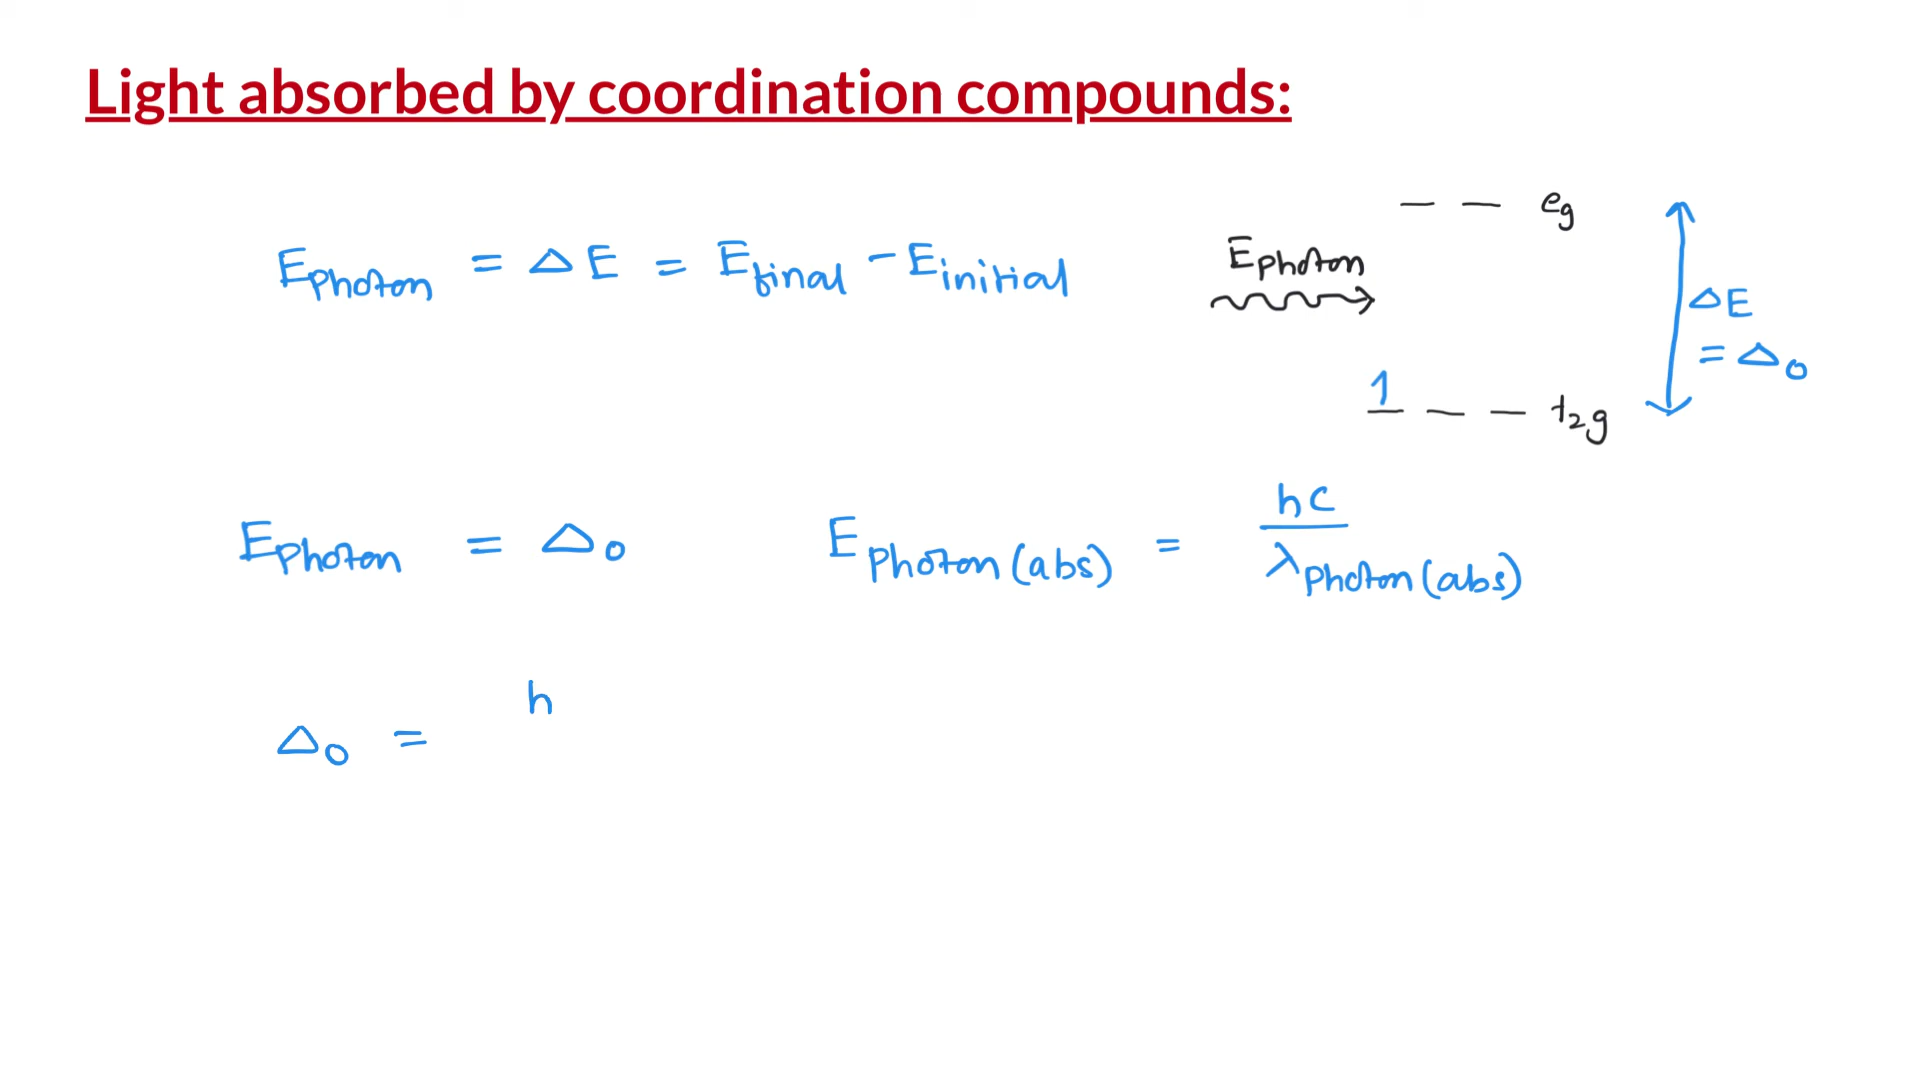 Light absorbed by coordination compounds:
E_photon = ΔE = E_final − E_initial
E_photon
— — e_g
ΔE
= Δ_o
1
— — — t_2g
E_photon = Δ_o
E_photon(abs) = hc / λ_photon(abs)
Δ_o = h